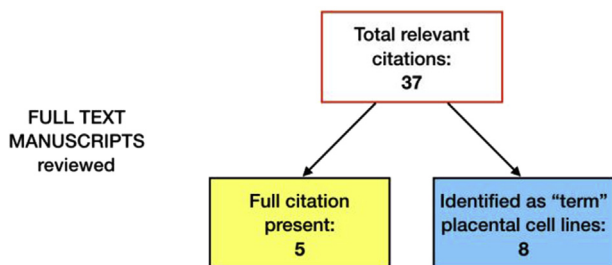 Total relevant
citations:
37
FULL TEXT
MANUSCRIPTS
reviewed
Full citation
present:
5
Identified as “term”
placental cell lines:
8